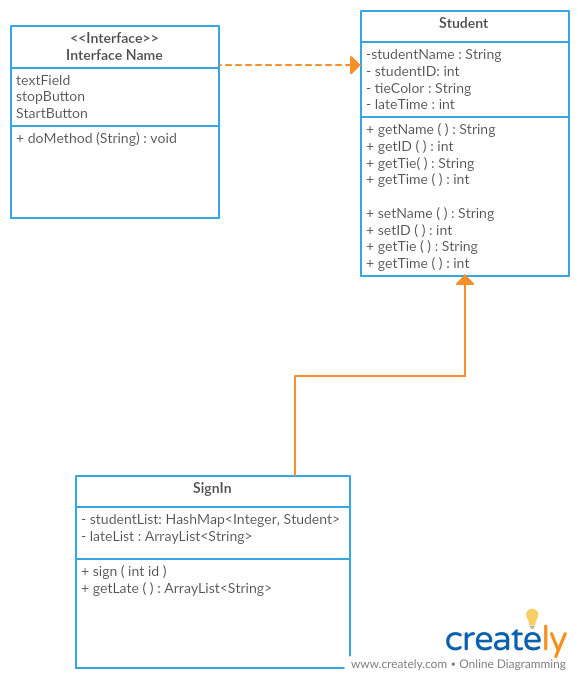 <<Interface>>
Interface Name
textField
stopButton
StartButton
+ doMethod (String) : void
Student
-studentName : String
- studentID: int
- tieColor : String
- lateTime : int
+ getName ( ) : String
+ getID ( ) : int
+ getTie( ) : String
+ getTime ( ) : int
+ setName ( ) : String
+ setID ( ) : int
+ getTie ( ) : String
+ getTime ( ) : int
SignIn
- studentList: HashMap<Integer, Student>
- lateList : ArrayList<String>
+ sign ( int id )
+ getLate ( ) : ArrayList<String>
creately
www.creately.com • Online Diagramming